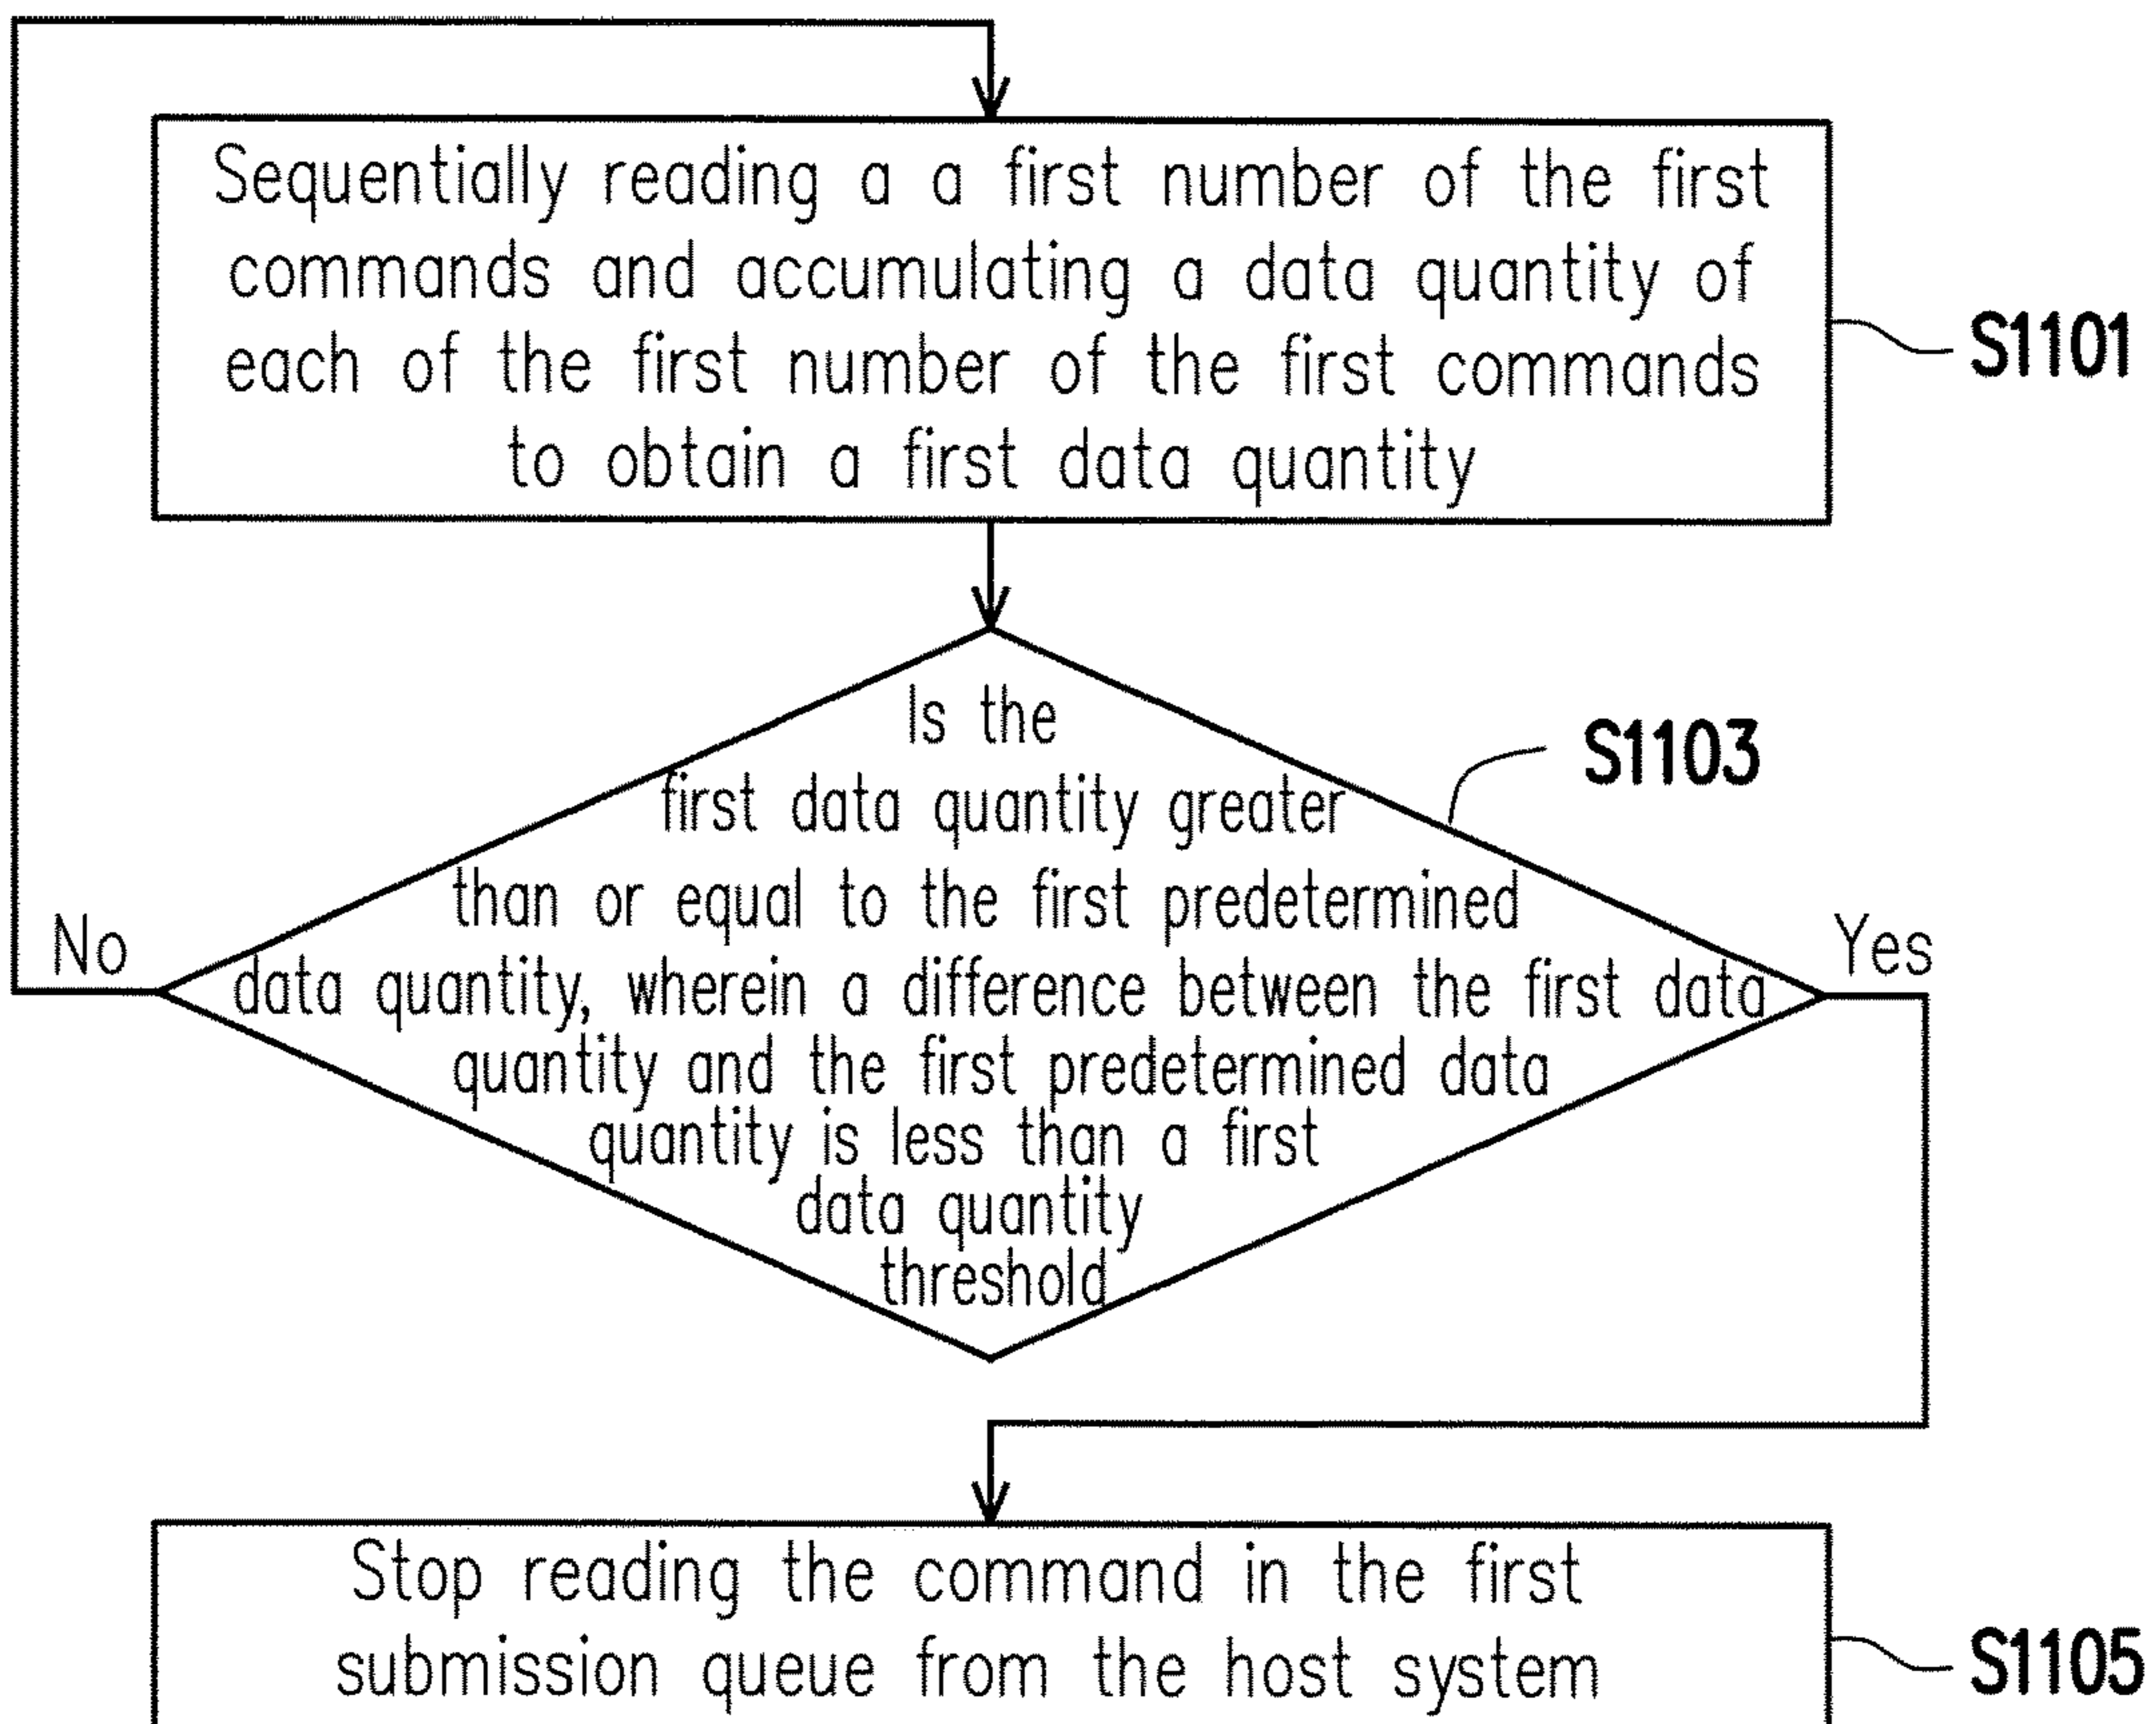 Sequentially reading a a first number of the first
commands and accumulating a data quantity of
each of the first number of the first commands
to obtain a first data quantity
S1101
Is the
first data quantity greater
than or equal to the first predetermined
data quantity, wherein a difference between the first data
quantity and the first predetermined data
quantity is less than a first
data quantity
threshold
S1103
No
Yes
Stop reading the command in the first
submission queue from the host system
S1105